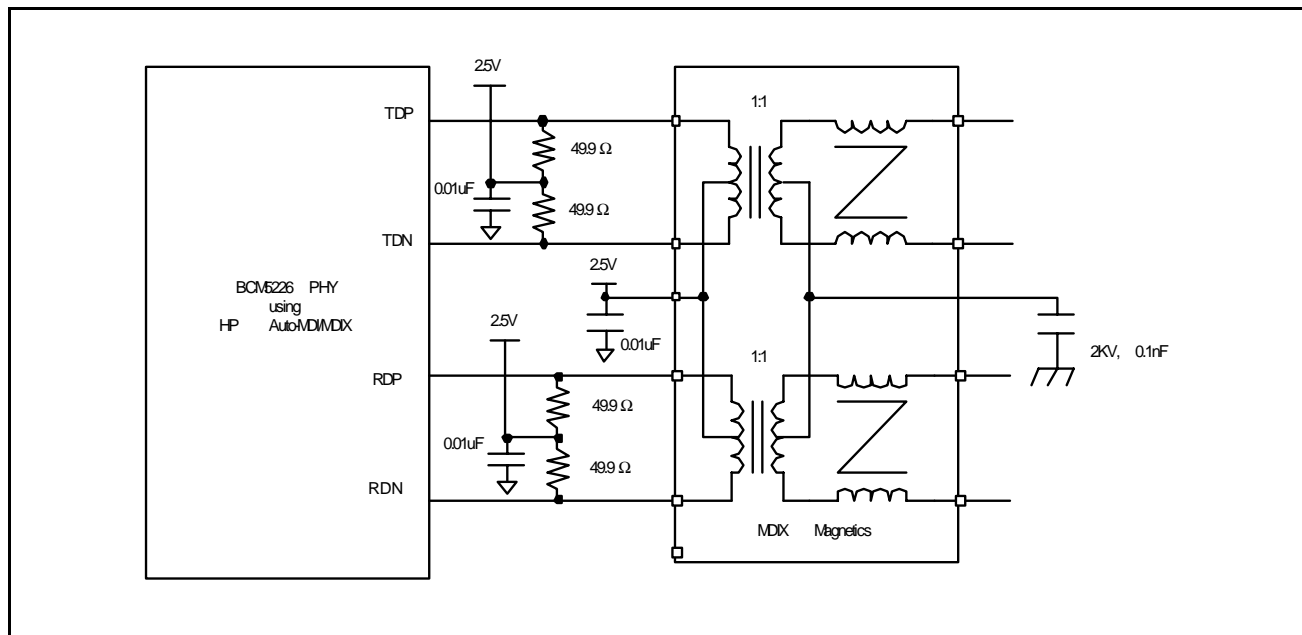 2.5V
TDP
1:1
49.9 Ω
0.01uF
49.9 Ω
TDN
2.5V
BCM5226 PHY
using
HP Auto-MDI/MDIX
2.5V
0.01uF
1:1
2KV, 0.1nF
RDP
49.9 Ω
0.01uF
49.9 Ω
RDN
MDIX Magnetics